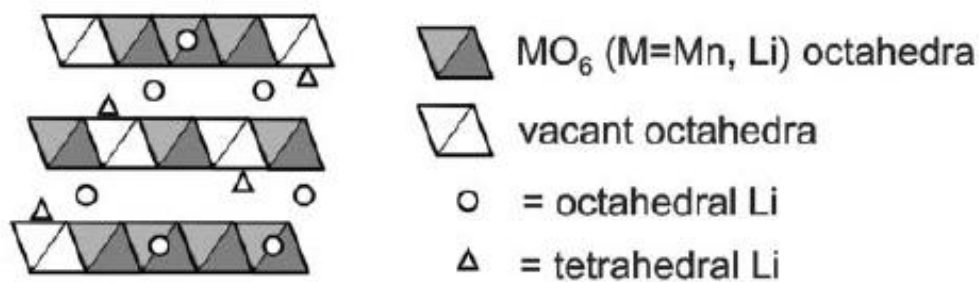 MO₆ (M=Mn, Li) octahedra
vacant octahedra
= octahedral Li
= tetrahedral Li